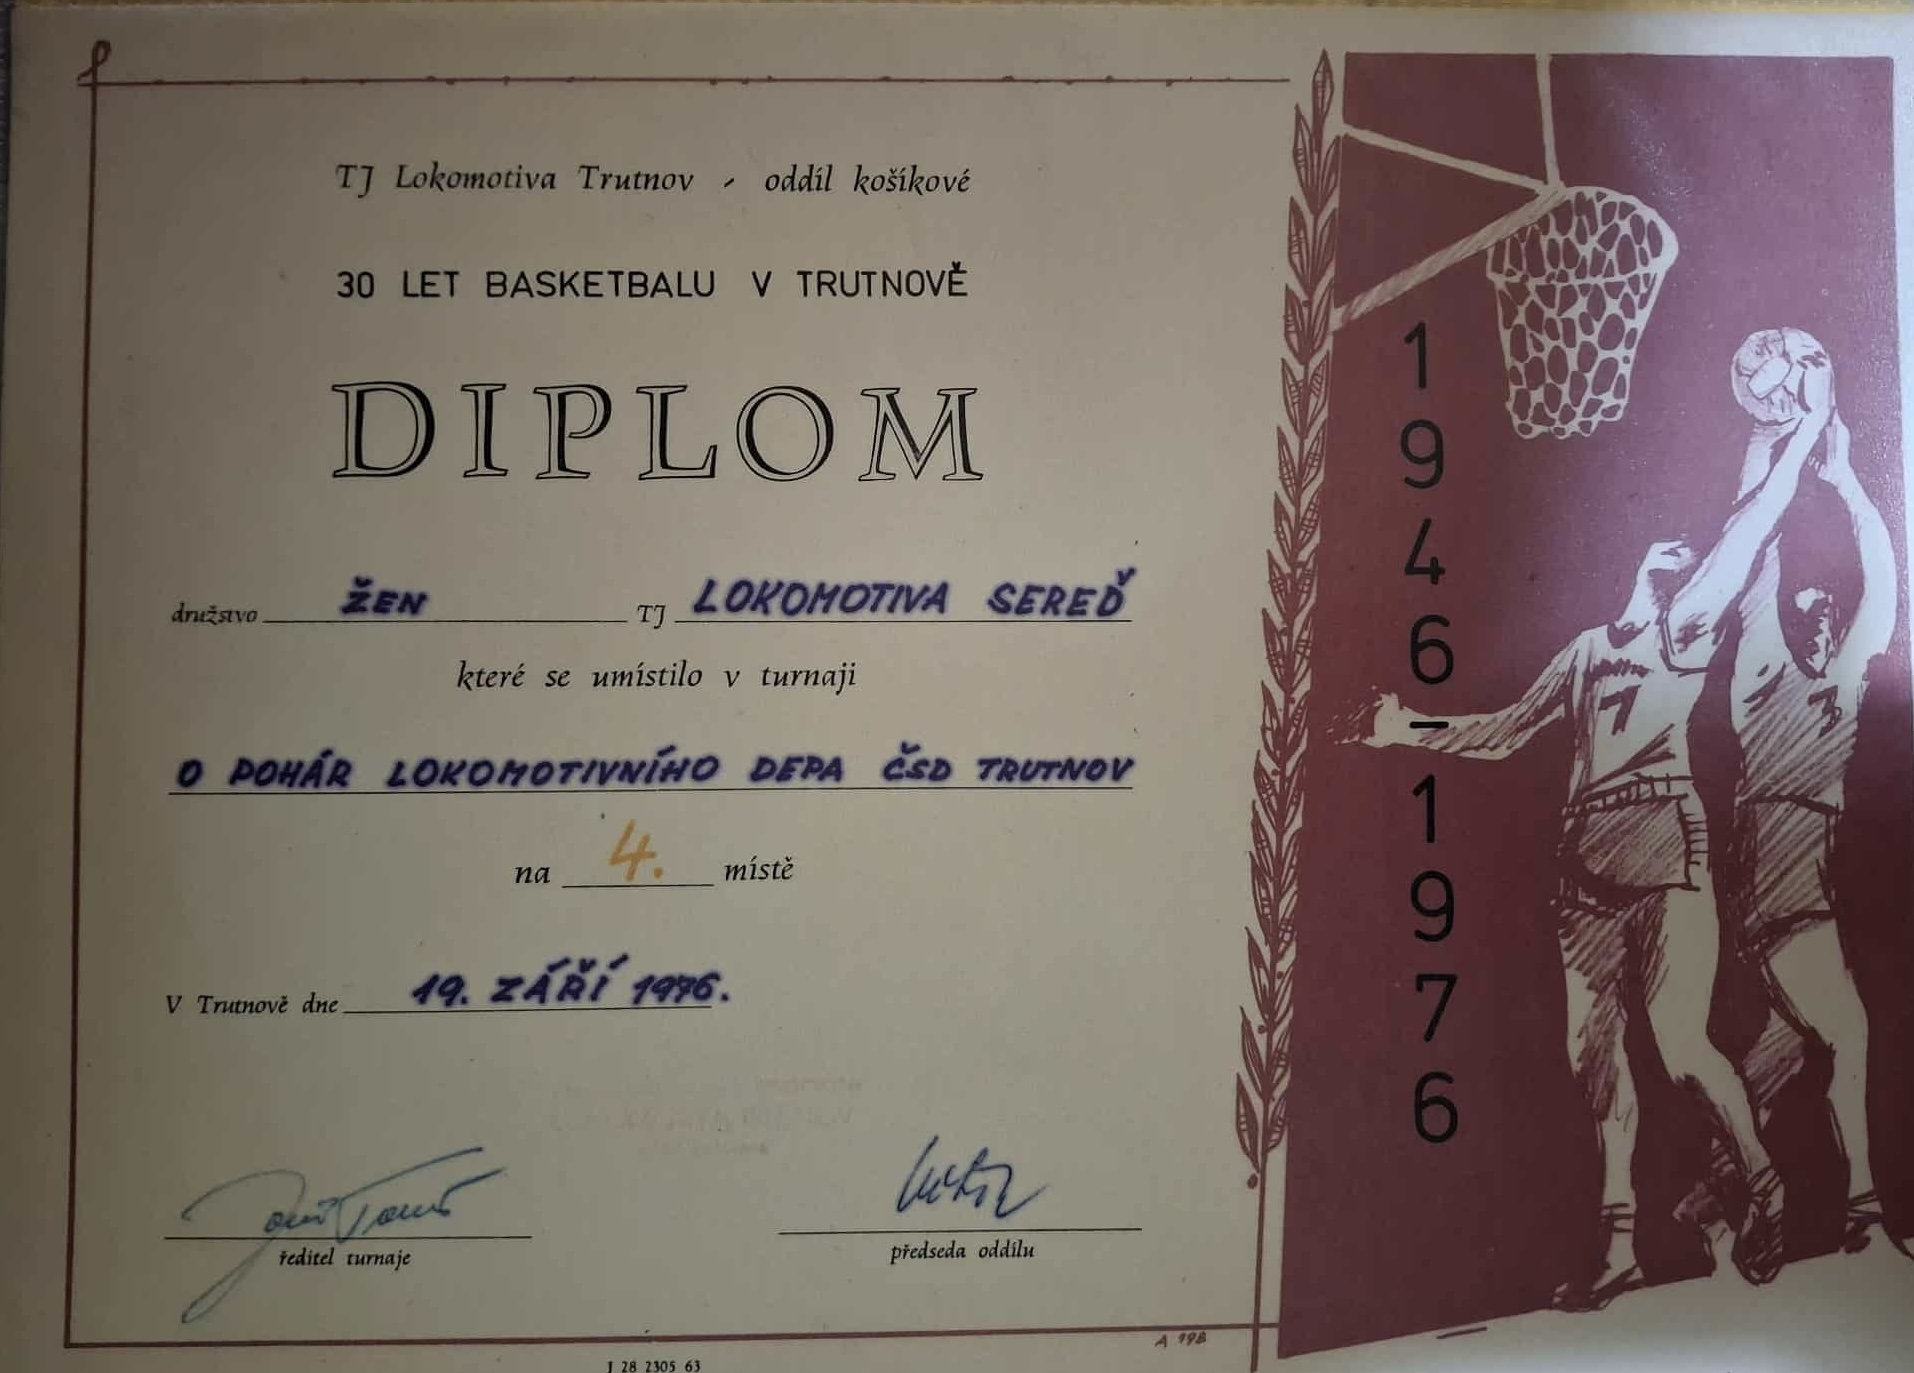 TJ Lokomotiva Trutnov - oddíl košíkové
30 LET BASKETBALU V TRUTNOVĚ
DIPLOM
družstvo ŽEN TJ LOKOMOTIVA SEREĎ
které se umístilo v turnaji
O POHÁR LOKOMOTIVNÍHO DEPA ČSD TRUTNOV
na 4. místě
V Trutnově dne 19. ZÁŘÍ 1976.
ředitel turnaje
předseda oddílu
1946-1976
7
3
A 198
J 28 2305 63